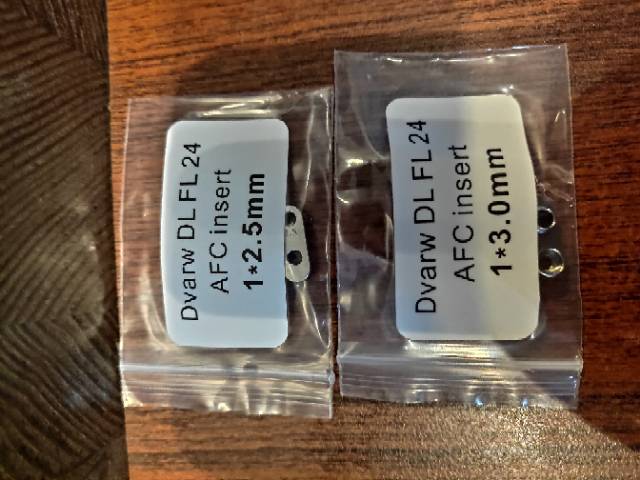 Dvarw DL FL 24
AFC insert
1*2.5mm
Dvarw DL FL 24
AFC insert
1*3.0mm